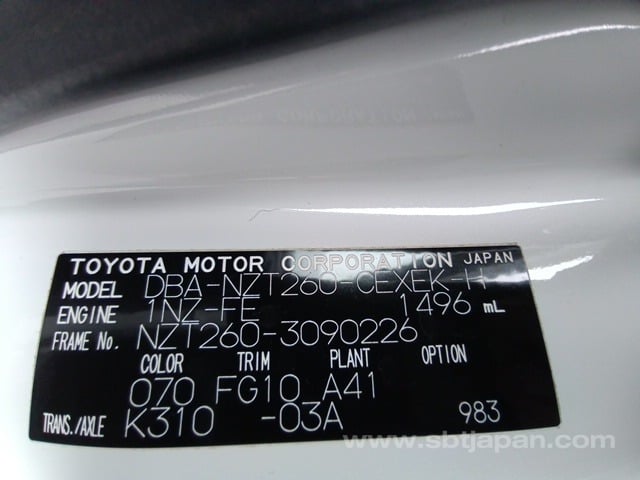 TOYOTA MOTOR CORPORATION JAPAN
MODEL DBA-NZT260-CEXEK-H
ENGINE 1NZ-FE 1496 mL
FRAME No. NZT260-3090226
COLOR TRIM PLANT OPTION
070 FG10 A41
TRANS./AXLE K310 -03A 983
www.sbtjapan.com